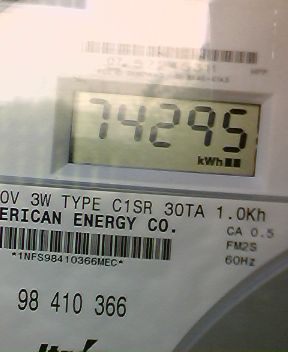 74295
kWh
0V 3W TYPE C1SR 30TA 1.0Kh
ERICAN ENERGY CO.
CA 0.5
FM2S
*1NFS98410366MEC*
60Hz
98 410 366